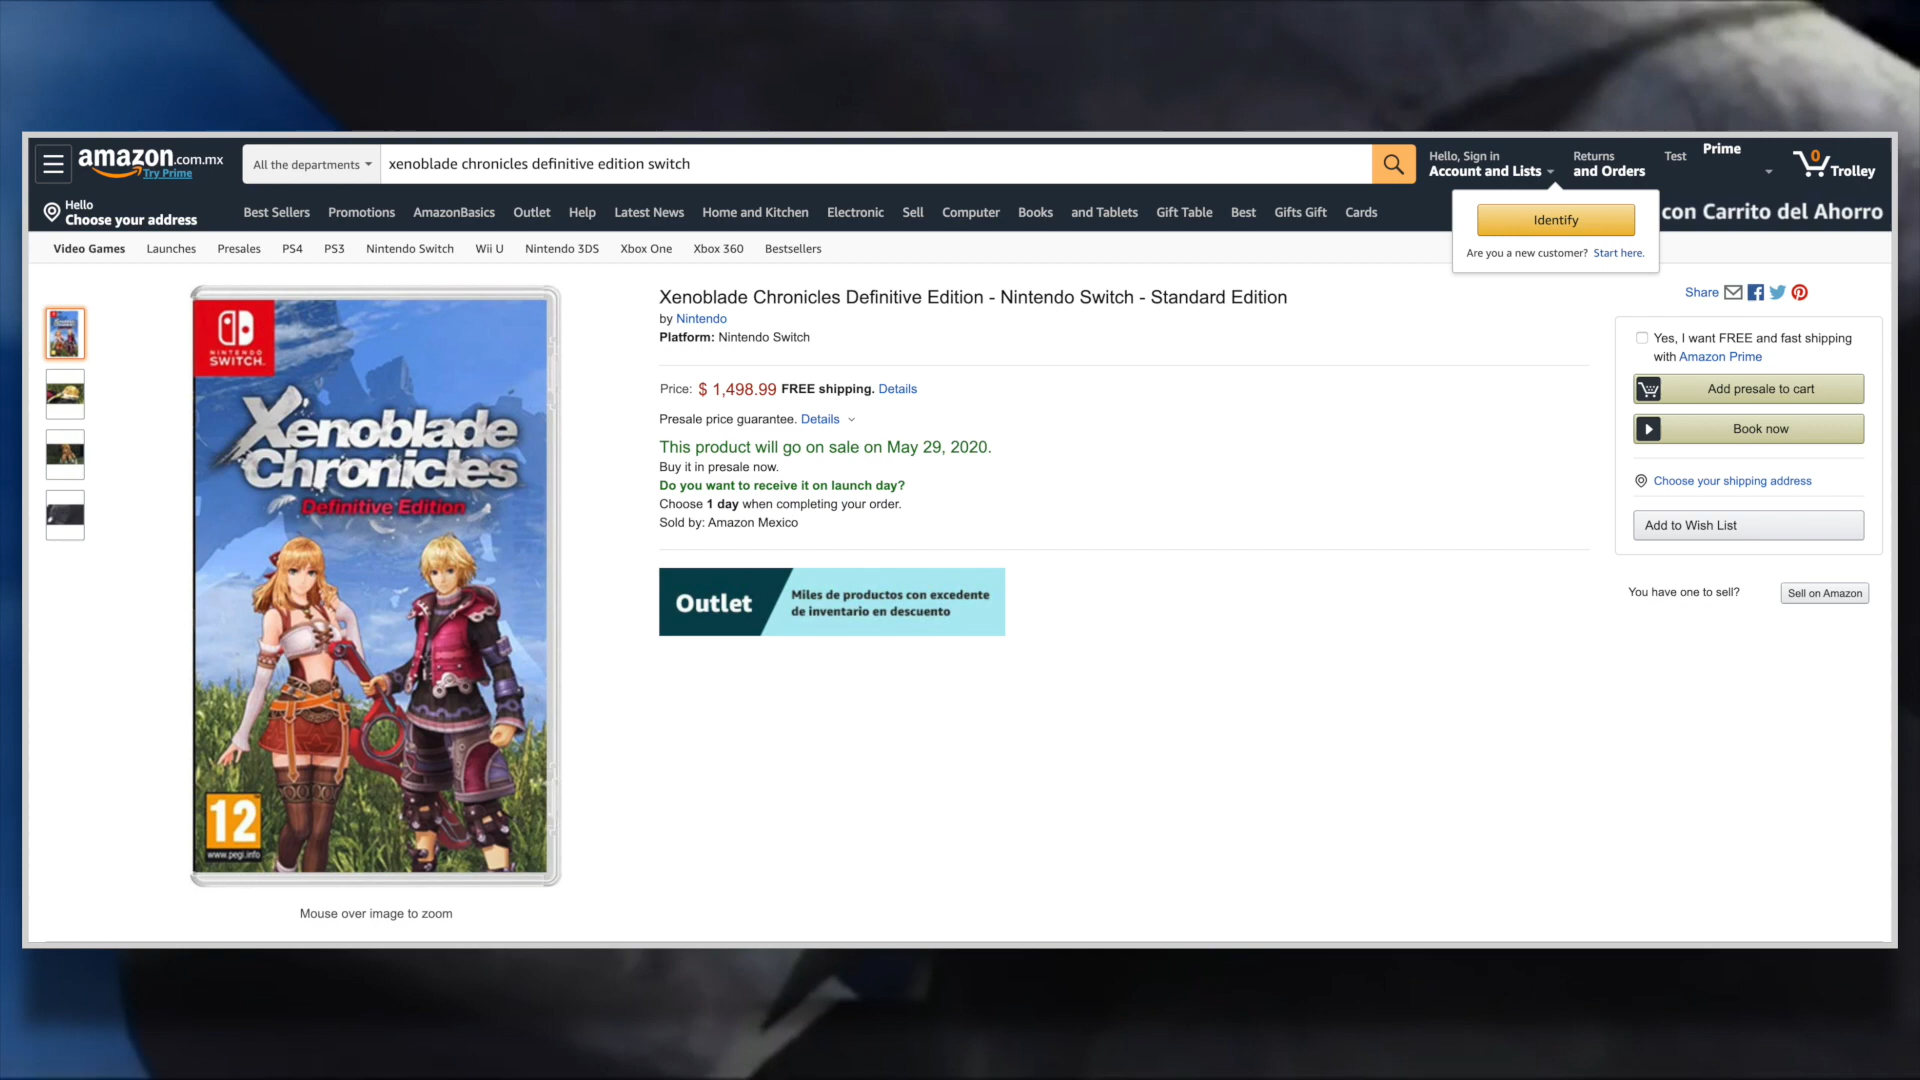 amazon.com.mx
Try Prime
All the departments
xenoblade chronicles definitive edition switch
Hello, Sign in
Account and Lists
Returns
and Orders
Test
Prime
0
Trolley
Hello
Choose your address
Best Sellers
Promotions
AmazonBasics
Outlet
Help
Latest News
Home and Kitchen
Electronic
Sell
Computer
Books
and Tablets
Gift Table
Best
Gifts Gift
Cards
con Carrito del Ahorro
Identify
Are you a new customer? Start here.
Video Games
Launches
Presales
PS4
PS3
Nintendo Switch
Wii U
Nintendo 3DS
Xbox One
Xbox 360
Bestsellers
NINTENDO
SWITCH.
Xenoblade
Chronicles
Definitive Edition
12
www.pegi.info
Mouse over image to zoom
Xenoblade Chronicles Definitive Edition - Nintendo Switch - Standard Edition
by Nintendo
Platform: Nintendo Switch
Price: $ 1,498.99 FREE shipping. Details
Presale price guarantee. Details
This product will go on sale on May 29, 2020.
Buy it in presale now.
Do you want to receive it on launch day?
Choose 1 day when completing your order.
Sold by: Amazon Mexico
Outlet
Miles de productos con excedente
de inventario en descuento
Share
Yes, I want FREE and fast shipping
with Amazon Prime
Add presale to cart
Book now
Choose your shipping address
Add to Wish List
You have one to sell?
Sell on Amazon